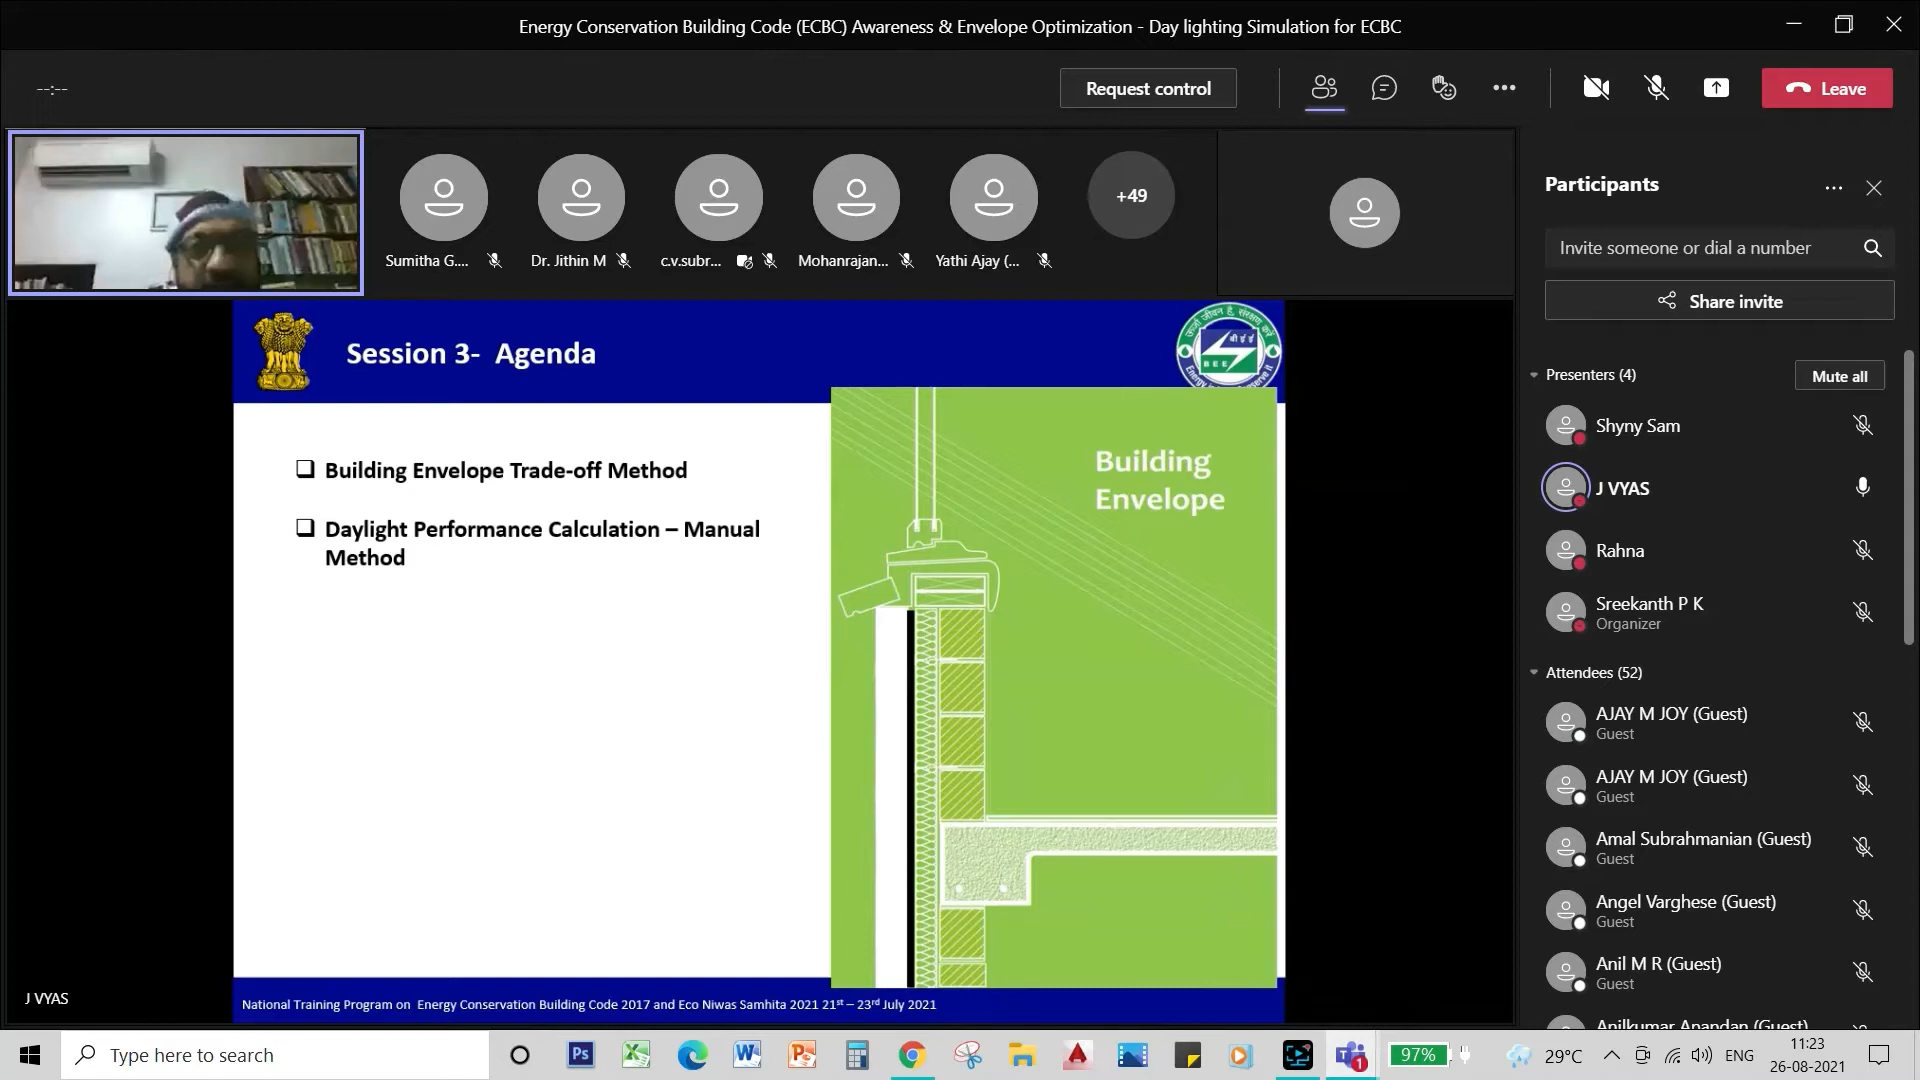 Energy Conservation Building Code (ECBC) Awareness & Envelope Optimization - Day lighting Simulation for ECBC
--:--
Request control
Leave
Sumitha G....
Dr. Jithin M
c.v.subr...
Mohanrajan...
Yathi Ajay (...
+49
Participants
Invite someone or dial a number
Share invite
Presenters (4)
Mute all
Shyny Sam
J VYAS
Rahna
Sreekanth P K
Organizer
Attendees (52)
AJAY M JOY (Guest)
Guest
AJAY M JOY (Guest)
Guest
Amal Subrahmanian (Guest)
Guest
Angel Varghese (Guest)
Guest
Anil M R (Guest)
Guest
Anilkumar Anandan (Guest)
Session 3- Agenda
बी ई ई
BEE
Building Envelope Trade-off Method
Daylight Performance Calculation – Manual
Method
Building
Envelope
J VYAS
National Training Program on Energy Conservation Building Code 2017 and Eco Niwas Samhita 2021 21st – 23rd July 2021
Type here to search
Ps
97%
29°C
ENG
11:23
26-08-2021